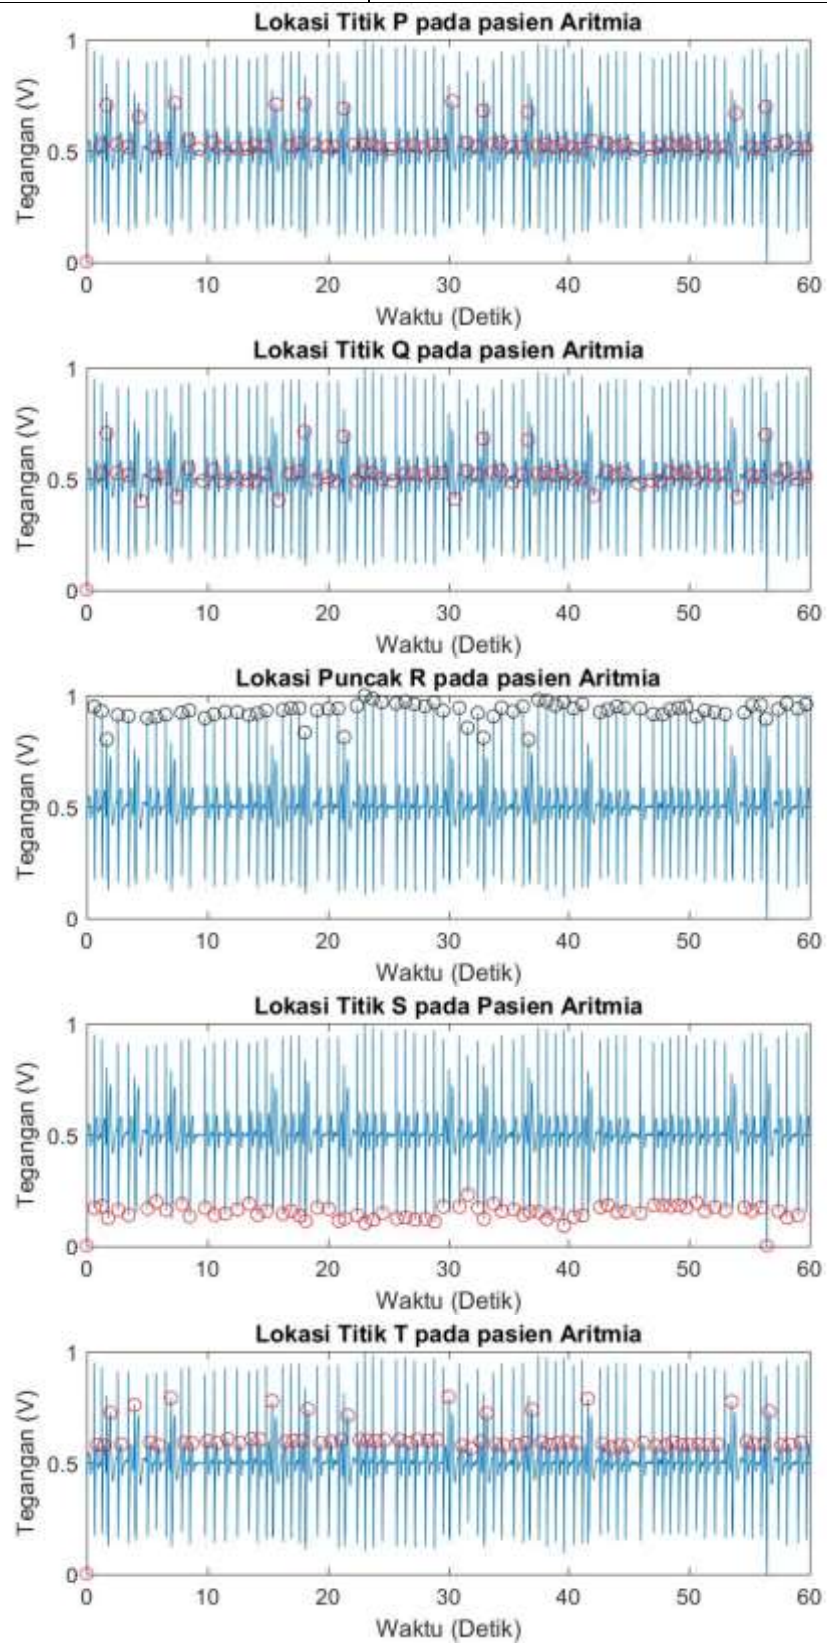 Lokasi Titik P pada pasien Aritmia
Tegangan (V)
1
0.5
0
0 10 20 30 40 50 60
Waktu (Detik)
Lokasi Titik Q pada pasien Aritmia
Tegangan (V)
1
0.5
0
0 10 20 30 40 50 60
Waktu (Detik)
Lokasi Puncak R pada pasien Aritmia
Tegangan (V)
1
0.5
0
0 10 20 30 40 50 60
Waktu (Detik)
Lokasi Titik S pada Pasien Aritmia
Tegangan (V)
1
0.5
0
0 10 20 30 40 50 60
Waktu (Detik)
Lokasi Titik T pada pasien Aritmia
Tegangan (V)
1
0.5
0
0 10 20 30 40 50 60
Waktu (Detik)